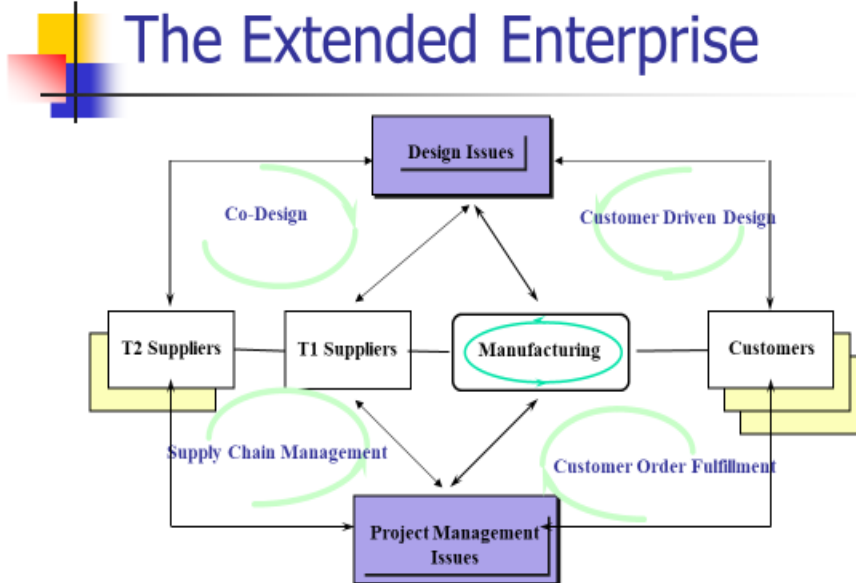 The Extended Enterprise
Design Issues
Co-Design
Customer Driven Design
T2 Suppliers
T1 Suppliers
Manufacturing
Customers
Supply Chain Management
Customer Order Fulfillment
Project Management
Issues